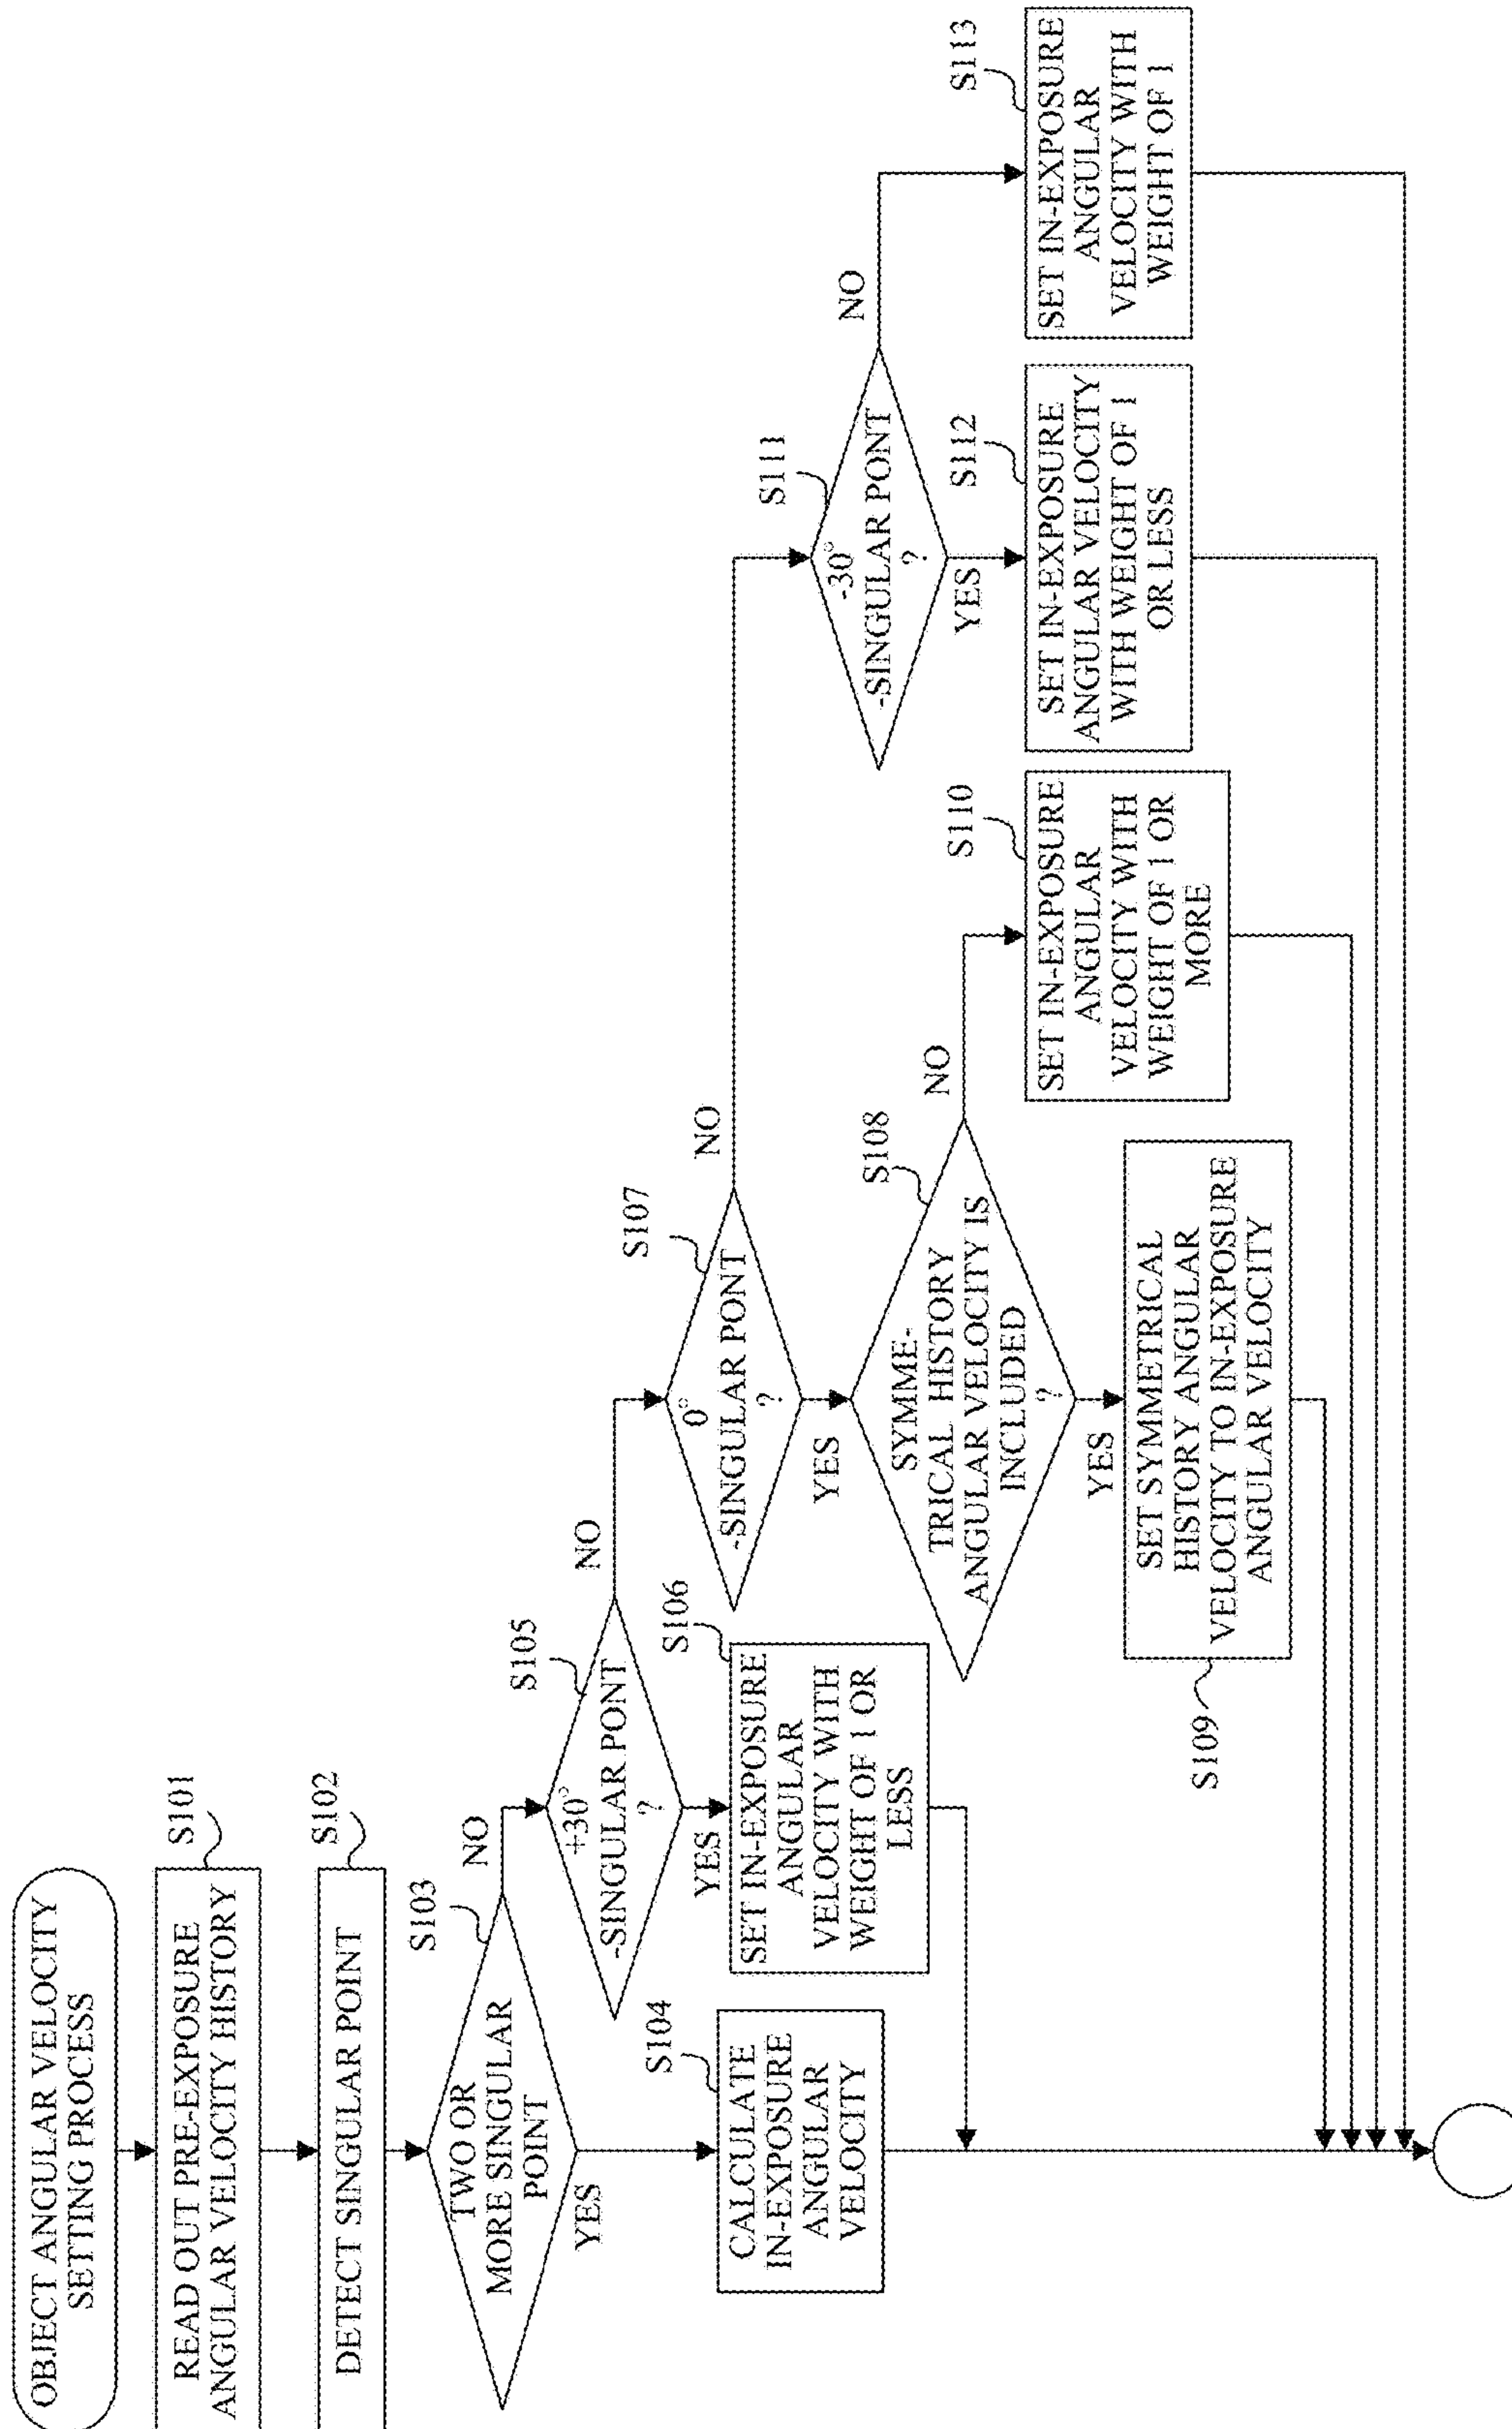 OBJECT ANGULAR VELOCITY
SETTING PROCESS
S101
READ OUT PRE-EXPOSURE
ANGULAR VELOCITY HISTORY
S102
DETECT SINGULAR POINT
S103
TWO OR
MORE SINGULAR
POINT
YES
NO
S104
CALCULATE
IN-EXPOSURE
ANGULAR
VELOCITY
S105
+30°
-SINGULAR PONT
?
YES
NO
S106
SET IN-EXPOSURE
ANGULAR
VELOCITY WITH
WEIGHT OF 1 OR
LESS
S107
0°
-SINGULAR PONT
?
YES
NO
S108
SYMME-
TRICAL HISTORY
ANGULAR VELOCITY IS
INCLUDED
?
YES
NO
S109
SET SYMMETRICAL
HISTORY ANGULAR
VELOCITY TO IN-EXPOSURE
ANGULAR VELOCITY
S110
SET IN-EXPOSURE
ANGULAR
VELOCITY WITH
WEIGHT OF 1 OR
MORE
S111
-30°
-SINGULAR PONT
?
YES
NO
S112
SET IN-EXPOSURE
ANGULAR VELOCITY
WITH WEIGHT OF 1
OR LESS
S113
SET IN-EXPOSURE
ANGULAR
VELOCITY WITH
WEIGHT OF 1